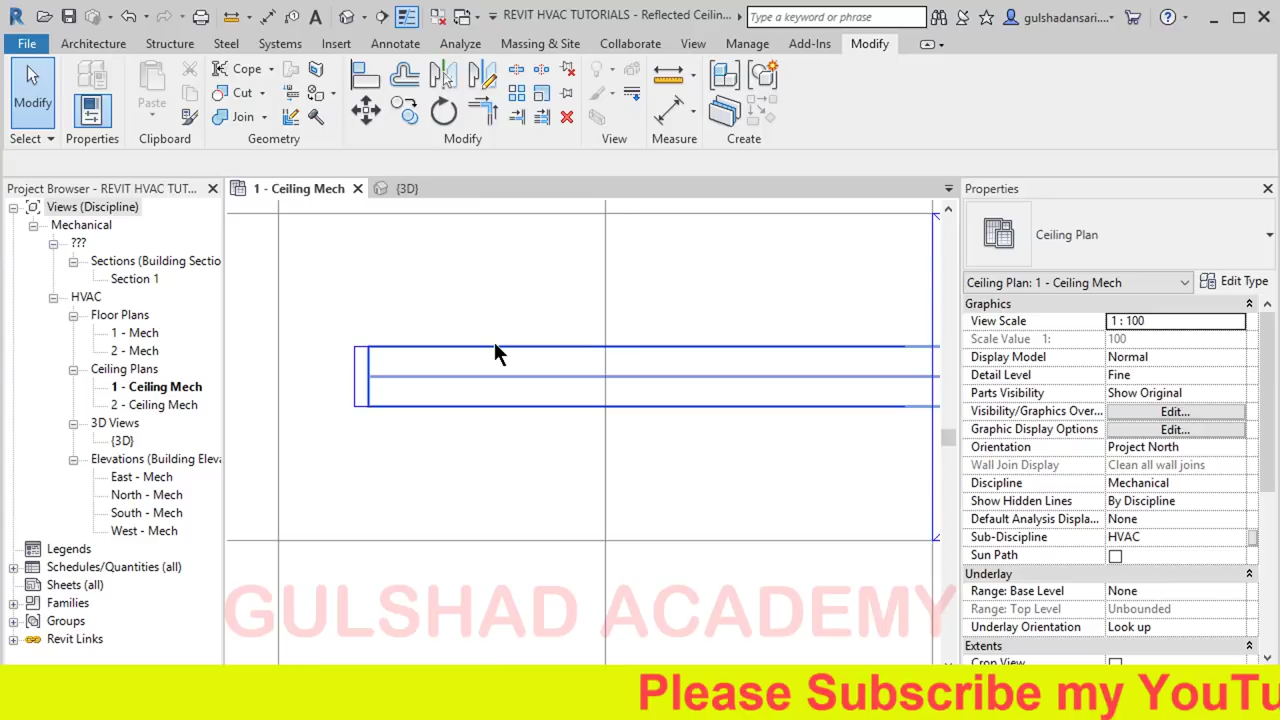 REVIT HVAC TUTORIALS - Reflected Ceilin...
Type a keyword or phrase
gulshadansari....
File Architecture Structure Steel Systems Insert Annotate Analyze Massing & Site Collaborate View Manage Add-Ins Modify
Modify
Paste
Cope
Cut
Join
Select Properties Clipboard Geometry Modify View Measure Create
Project Browser - REVIT HVAC TUT...
1 - Ceiling Mech
{3D}
Properties
Views (Discipline)
Mechanical
???
Sections (Building Sectio
Section 1
HVAC
Floor Plans
1 - Mech
2 - Mech
Ceiling Plans
1 - Ceiling Mech
2 - Ceiling Mech
3D Views
{3D}
Elevations (Building Eleva
East - Mech
North - Mech
South - Mech
West - Mech
Legends
Schedules/Quantities (all)
Sheets (all)
Families
Groups
Revit Links
Ceiling Plan
Ceiling Plan: 1 - Ceiling Mech Edit Type
Graphics
View Scale 1 : 100
Scale Value 1: 100
Display Model Normal
Detail Level Fine
Parts Visibility Show Original
Visibility/Graphics Over... Edit...
Graphic Display Options Edit...
Orientation Project North
Wall Join Display Clean all wall joins
Discipline Mechanical
Show Hidden Lines By Discipline
Default Analysis Displa... None
Sub-Discipline HVAC
Sun Path
Underlay
Range: Base Level None
Range: Top Level Unbounded
Underlay Orientation Look up
Extents
Crop View
GULSHAD ACADEMY
Please Subscribe my YouTu